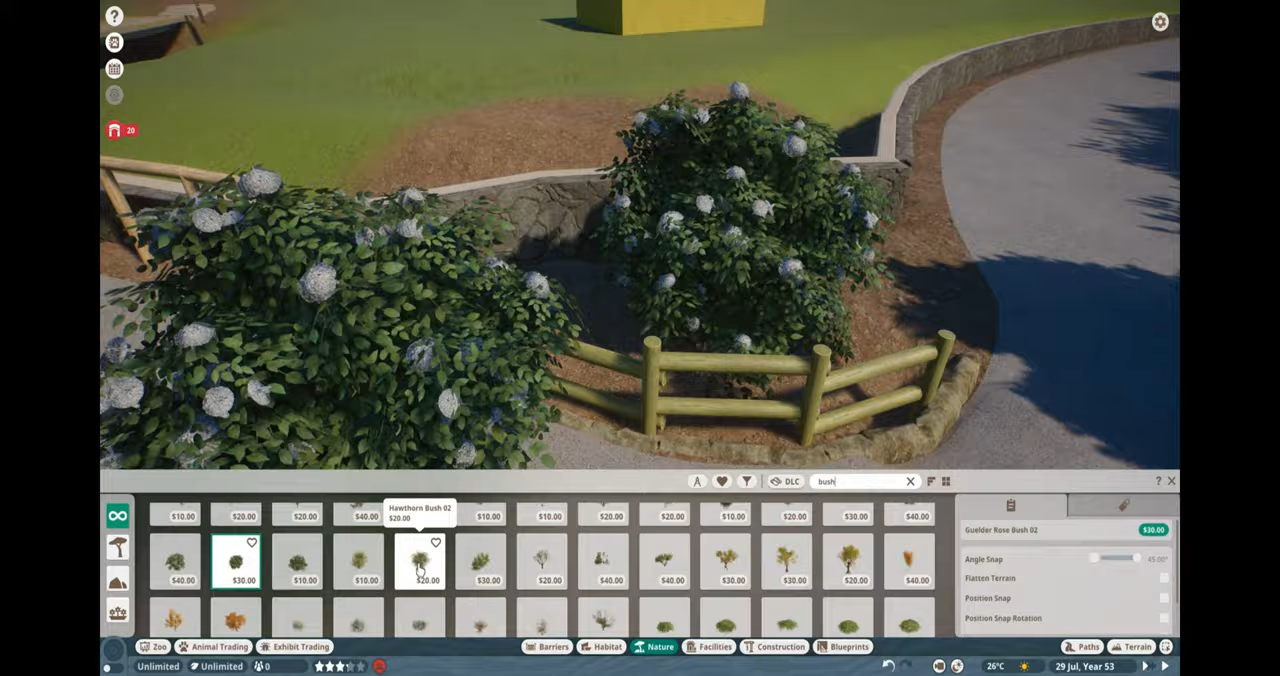 ?
20
DLC
bush
?
$10.00
$20.00
$20.00
$40.00
Hawthorn Bush 02
$20.00
$10.00
$10.00
$20.00
$20.00
$10.00
$20.00
$30.00
$40.00
Guelder Rose Bush 02
$30.00
$40.00
$30.00
$10.00
$10.00
$20.00
$30.00
$20.00
$40.00
$40.00
$30.00
$30.00
$20.00
$40.00
Angle Snap
45.00°
Flatten Terrain
Position Snap
Position Snap Rotation
Zoo
Animal Trading
Exhibit Trading
Barriers
Habitat
Nature
Facilities
Construction
Blueprints
Paths
Terrain
Unlimited
Unlimited
0
26°C
29 Jul, Year 53